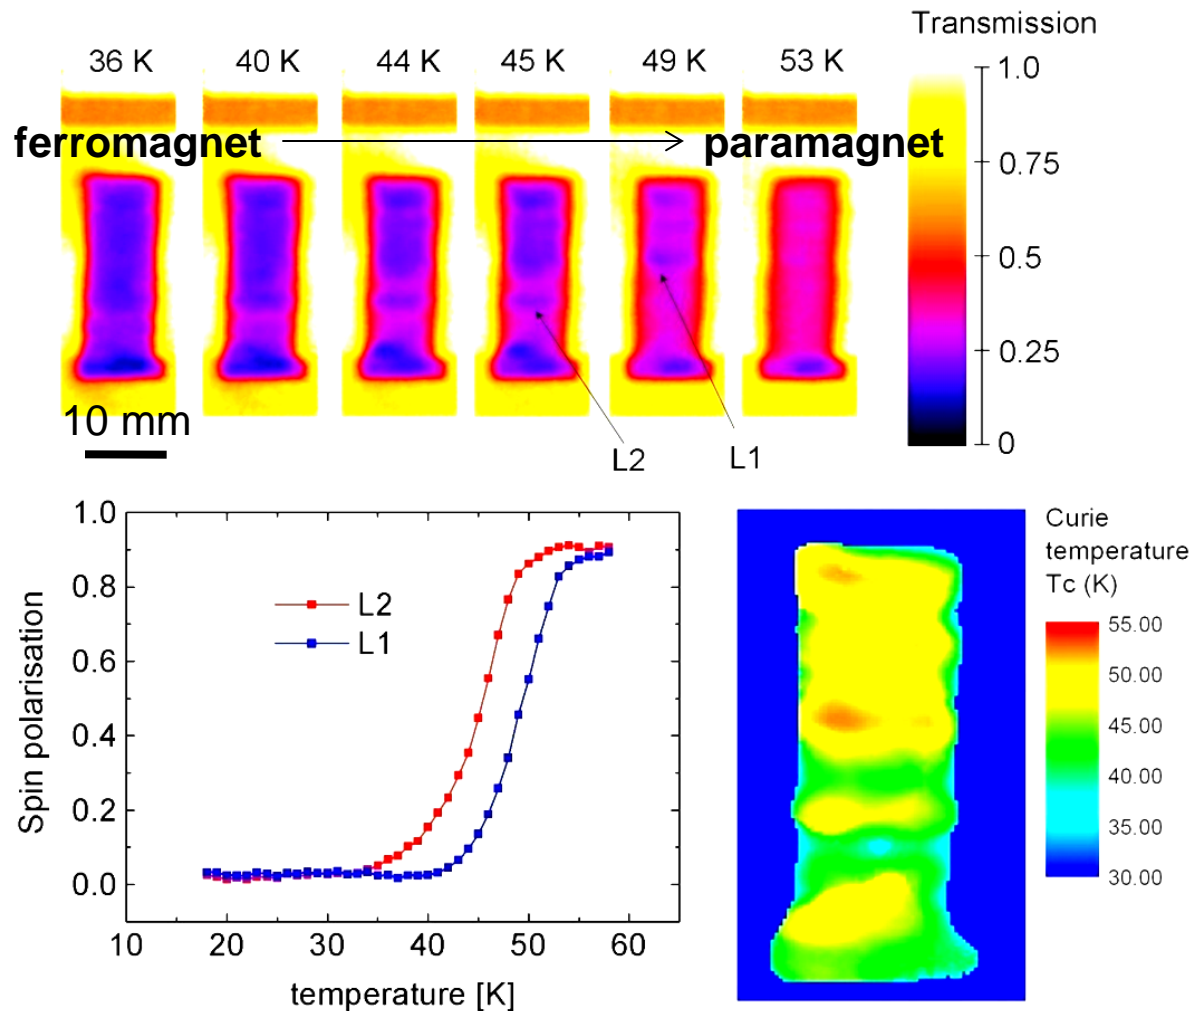 Transmission
36 K 40 K 44 K 45 K 49 K 53 K
1.0
ferromagnet paramagnet
0.75
0.5
0.25
0
10 mm
L2 L1
1.0
0.8
0.6
0.4
0.2
0.0
Spin polarisation
L2
L1
10 20 30 40 50 60
temperature [K]
Curie
temperature
Tc (K)
55.00
50.00
45.00
40.00
35.00
30.00